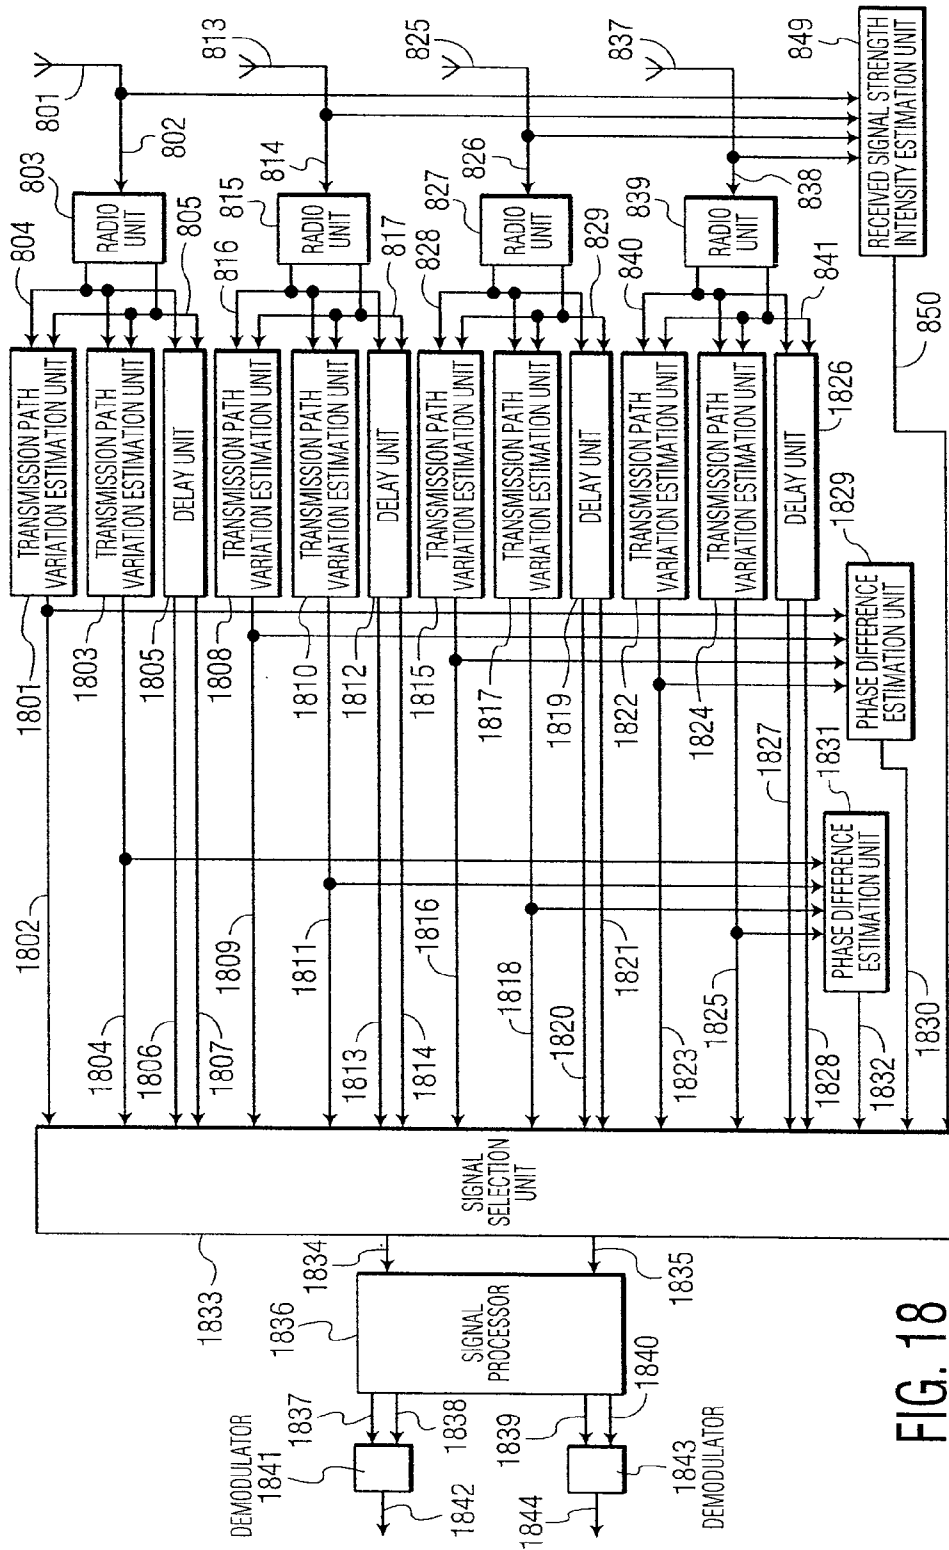 801
813
825
837
802
814
826
838
803
RADIO
UNIT
815
RADIO
UNIT
827
RADIO
UNIT
839
RADIO
UNIT
849
RECEIVED SIGNAL STRENGTH
INTENSITY ESTIMATION UNIT
850
804
805
816
817
828
829
840
841
TRANSMISSION PATH
VARIATION ESTIMATION UNIT
1801
TRANSMISSION PATH
VARIATION ESTIMATION UNIT
1803
DELAY UNIT
1805
TRANSMISSION PATH
VARIATION ESTIMATION UNIT
1808
TRANSMISSION PATH
VARIATION ESTIMATION UNIT
1810
DELAY UNIT
1812
TRANSMISSION PATH
VARIATION ESTIMATION UNIT
1815
TRANSMISSION PATH
VARIATION ESTIMATION UNIT
1817
DELAY UNIT
1819
TRANSMISSION PATH
VARIATION ESTIMATION UNIT
1822
TRANSMISSION PATH
VARIATION ESTIMATION UNIT
1824
DELAY UNIT
1826
1829
PHASE DIFFERENCE
ESTIMATION UNIT
1831
PHASE DIFFERENCE
ESTIMATION UNIT
1802
1804
1806
1807
1809
1811
1813
1814
1816
1818
1820
1821
1823
1825
1827
1828
1832
1830
SIGNAL
SELECTION
UNIT
1833
1834
1835
1836
SIGNAL
PROCESSOR
1837
1838
1839
1840
DEMODULATOR
1841
1842
1843
DEMODULATOR
1844
FIG. 18